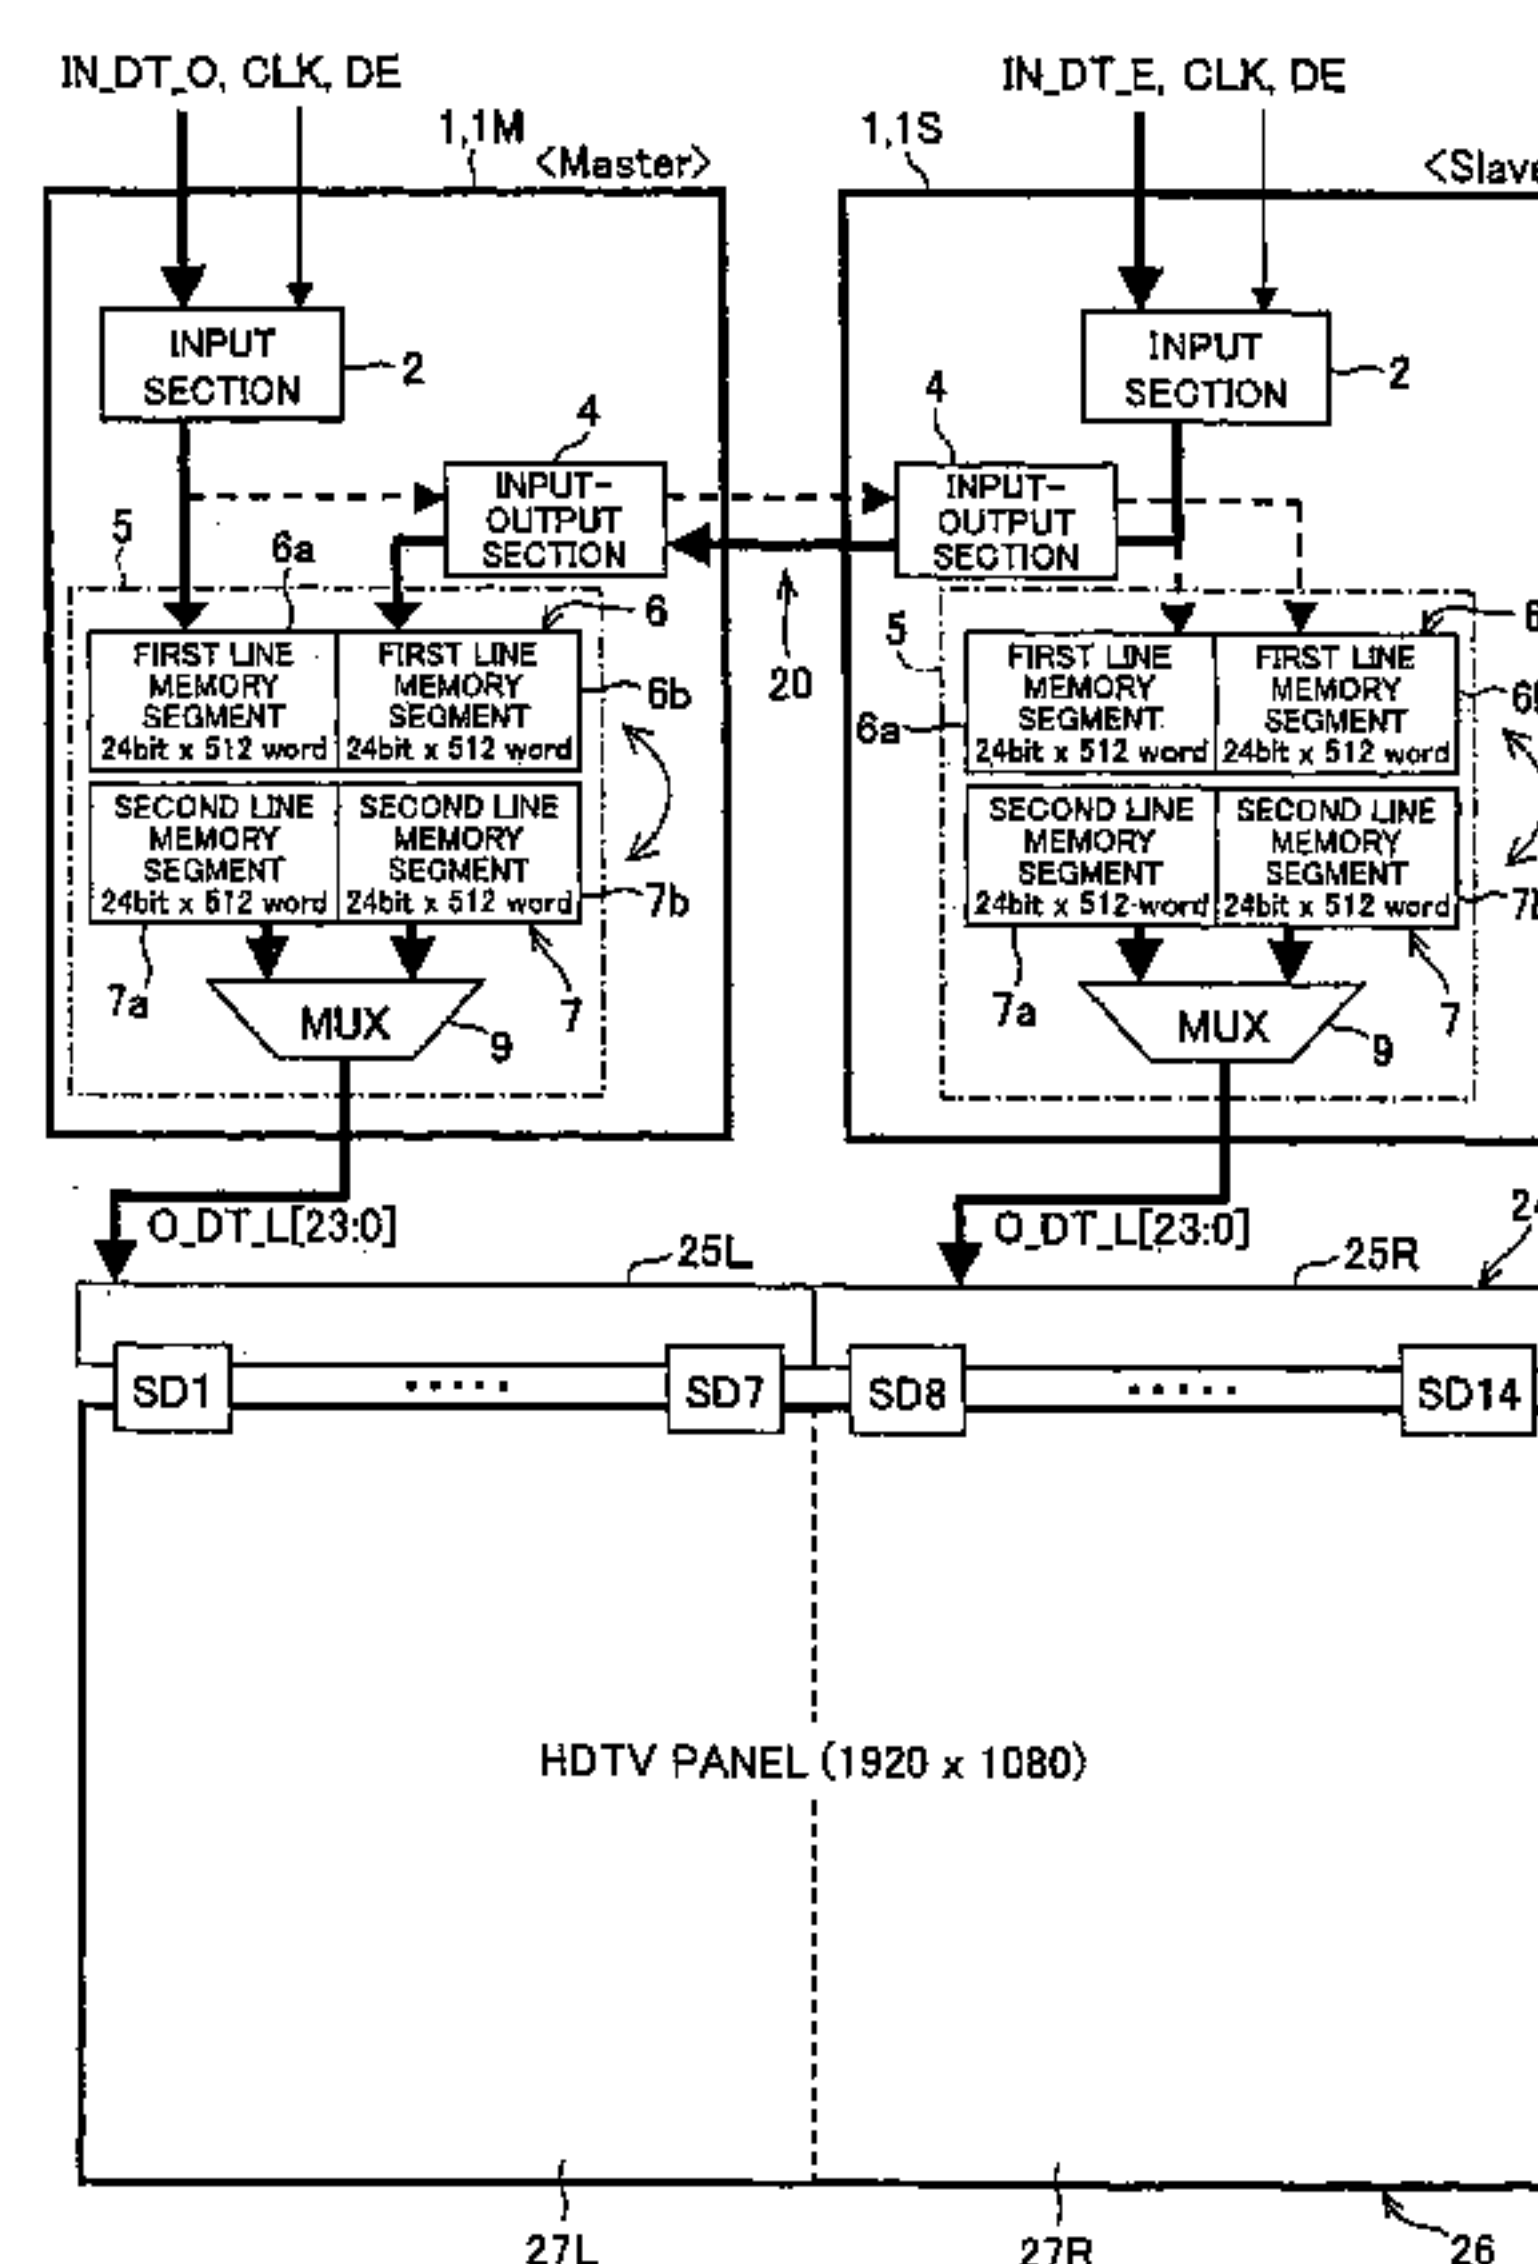 IN_DT_O, CLK, DE
IN_DT_E, CLK, DE
1,1M
<Master>
1,1S
<Slave
INPUT
SECTION
2
INPUT
SECTION
2
4
4
INPUT-
OUTPUT
SECTION
INPUT-
OUTPUT
SECTION
5
6a
6
20
5
6
FIRST LINE
MEMORY
SEGMENT
24bit x 512 word
FIRST LINE
MEMORY
SEGMENT
24bit x 512 word
6b
6a
FIRST LINE
MEMORY
SEGMENT
24bit x 512 word
FIRST LINE
MEMORY
SEGMENT
24bit x 512 word
SECOND LINE
MEMORY
SEGMENT
24bit x 512 word
SECOND LINE
MEMORY
SEGMENT
24bit x 512 word
7b
SECOND LINE
MEMORY
SEGMENT
24bit x 512 word
SECOND LINE
MEMORY
SEGMENT
24bit x 512 word
7a
MUX
9
7
7a
MUX
9
7
O_DT_L[23:0]
25L
O_DT_L[23:0]
25R
SD1
.....
SD7
SD8
.....
SD14
HDTV PANEL (1920 x 1080)
27L
27R
26